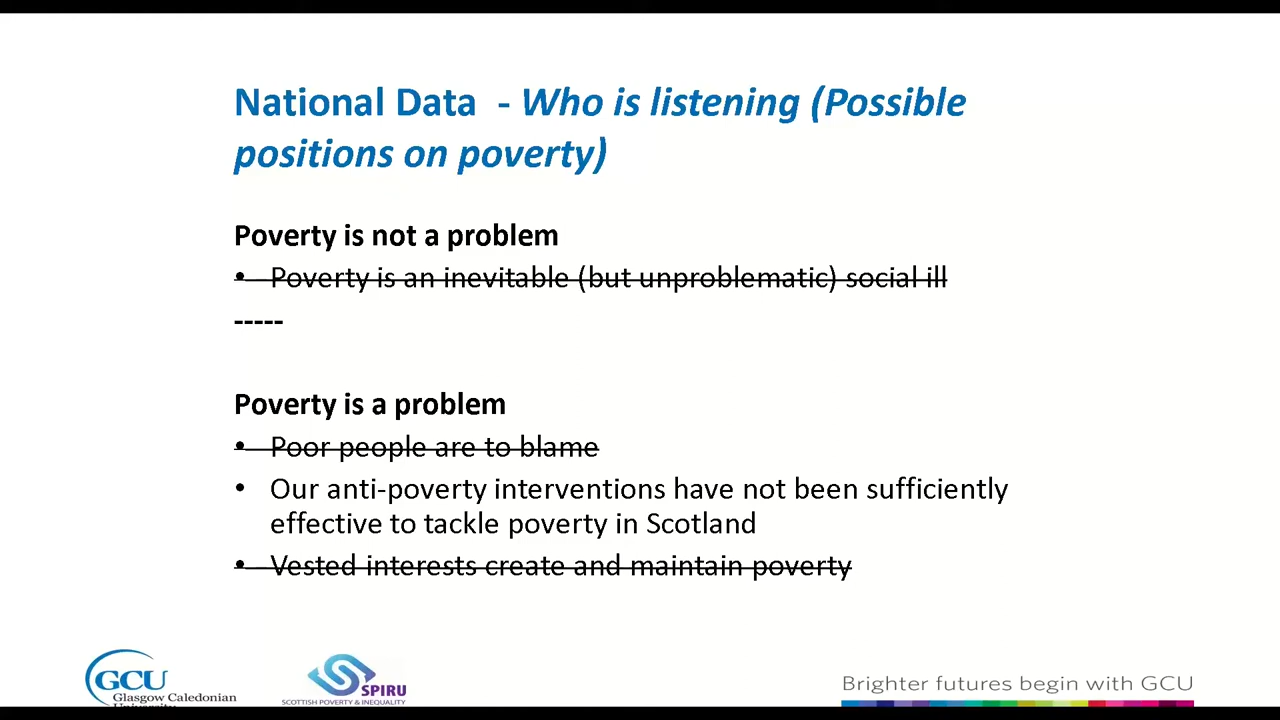 National Data - Who is listening (Possible
positions on poverty)
Poverty is not a problem
• Poverty is an inevitable (but unproblematic) social ill
-----
Poverty is a problem
• Poor people are to blame
• Our anti-poverty interventions have not been sufficiently
effective to tackle poverty in Scotland
• Vested interests create and maintain poverty
GCU
Glasgow Caledonian
University
SPIRU
SCOTTISH POVERTY & INEQUALITY
Brighter futures begin with GCU